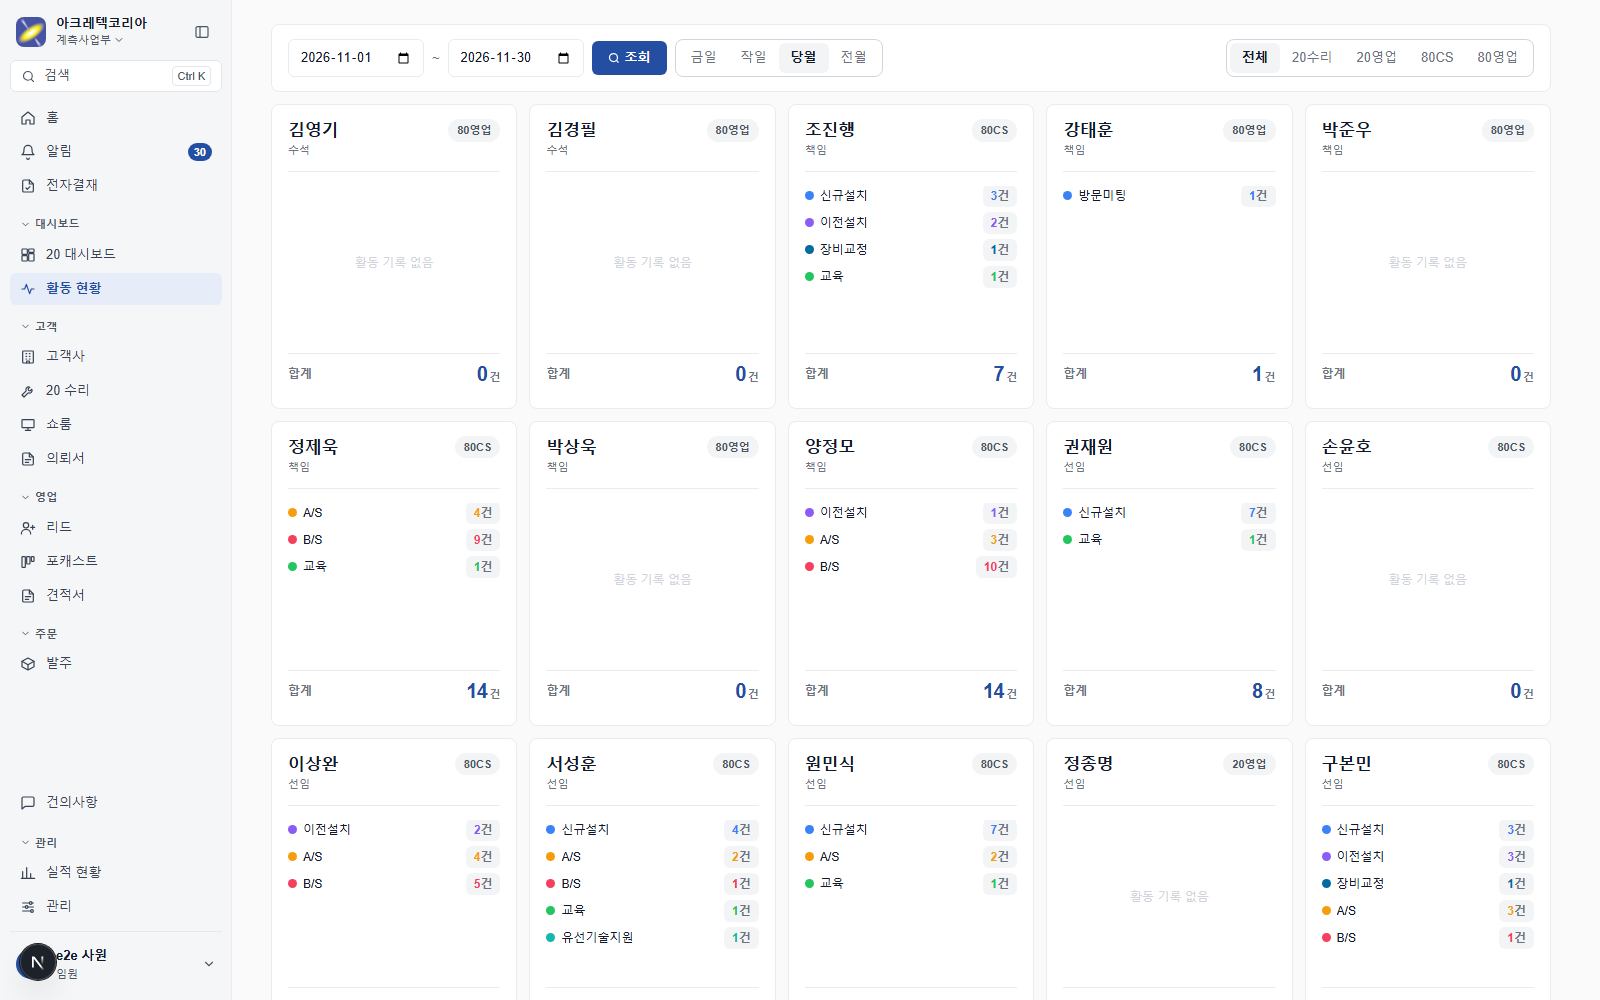 아크레텍코리아
계측사업부
검색
Ctrl K
홈
알림
30
전자결재
대시보드
20 대시보드
활동 현황
고객
고객사
20 수리
쇼룸
의뢰서
영업
리드
포캐스트
견적서
주문
발주
건의사항
관리
실적 현황
관리
N
e2e 사원
임원
2026-11-01
~
2026-11-30
조회
금일
작일
당월
전월
전체
20수리
20영업
80CS
80영업
김영기
80영업
수석
활동 기록 없음
합계
0건
김경필
80영업
수석
활동 기록 없음
합계
0건
조진행
80CS
책임
신규설치
3건
이전설치
2건
장비교정
1건
교육
1건
합계
7건
강태훈
80영업
책임
방문미팅
1건
합계
1건
박준우
80영업
책임
활동 기록 없음
합계
0건
정제욱
80CS
책임
A/S
4건
B/S
9건
교육
1건
합계
14건
박상욱
80영업
책임
활동 기록 없음
합계
0건
양정모
80CS
책임
이전설치
1건
A/S
3건
B/S
10건
합계
14건
권재원
80CS
선임
신규설치
7건
교육
1건
합계
8건
손윤호
80CS
선임
활동 기록 없음
합계
0건
이상완
80CS
선임
이전설치
2건
A/S
4건
B/S
5건
서성훈
80CS
선임
신규설치
4건
A/S
2건
B/S
1건
교육
1건
유선기술지원
1건
원민식
80CS
선임
신규설치
7건
A/S
2건
교육
1건
정종명
20영업
선임
활동 기록 없음
구본민
80CS
선임
신규설치
3건
이전설치
3건
장비교정
1건
A/S
3건
B/S
1건